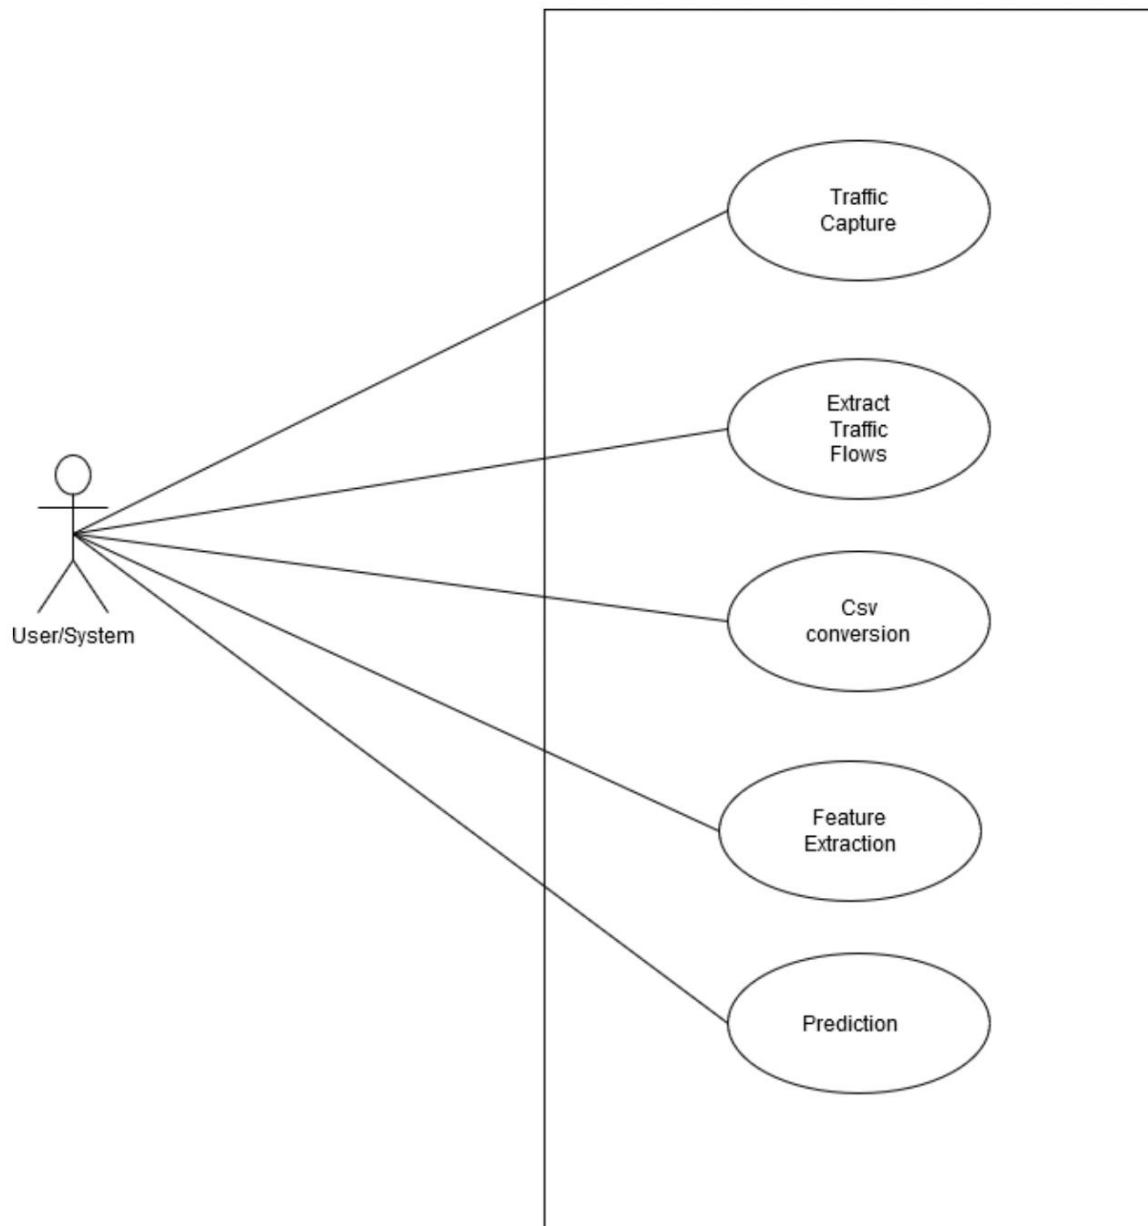 Traffic
Capture
Extract
Traffic
Flows
User/System
Csv
conversion
Feature
Extraction
Prediction